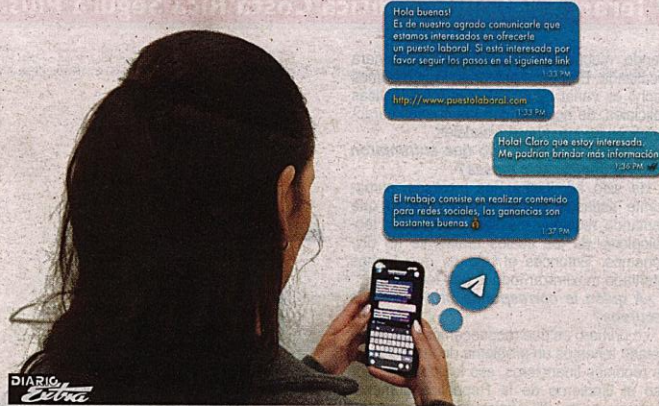 Hola buenas!
Es de nuestro agrado comunicarle que
estamos interesados en ofrecerle
un puesto laboral. Si está interesada por
favor seguir los pasos en el siguiente link
1:33 PM
http://www.puestolaboral.com
1:33 PM
Hola! Claro que estoy interesada.
Me podrían brindar más información
1:36 PM
El trabajo consiste en realizar contenido
para redes sociales, las ganancias son
bastantes buenas
1:37 PM
DIARIO
Extra